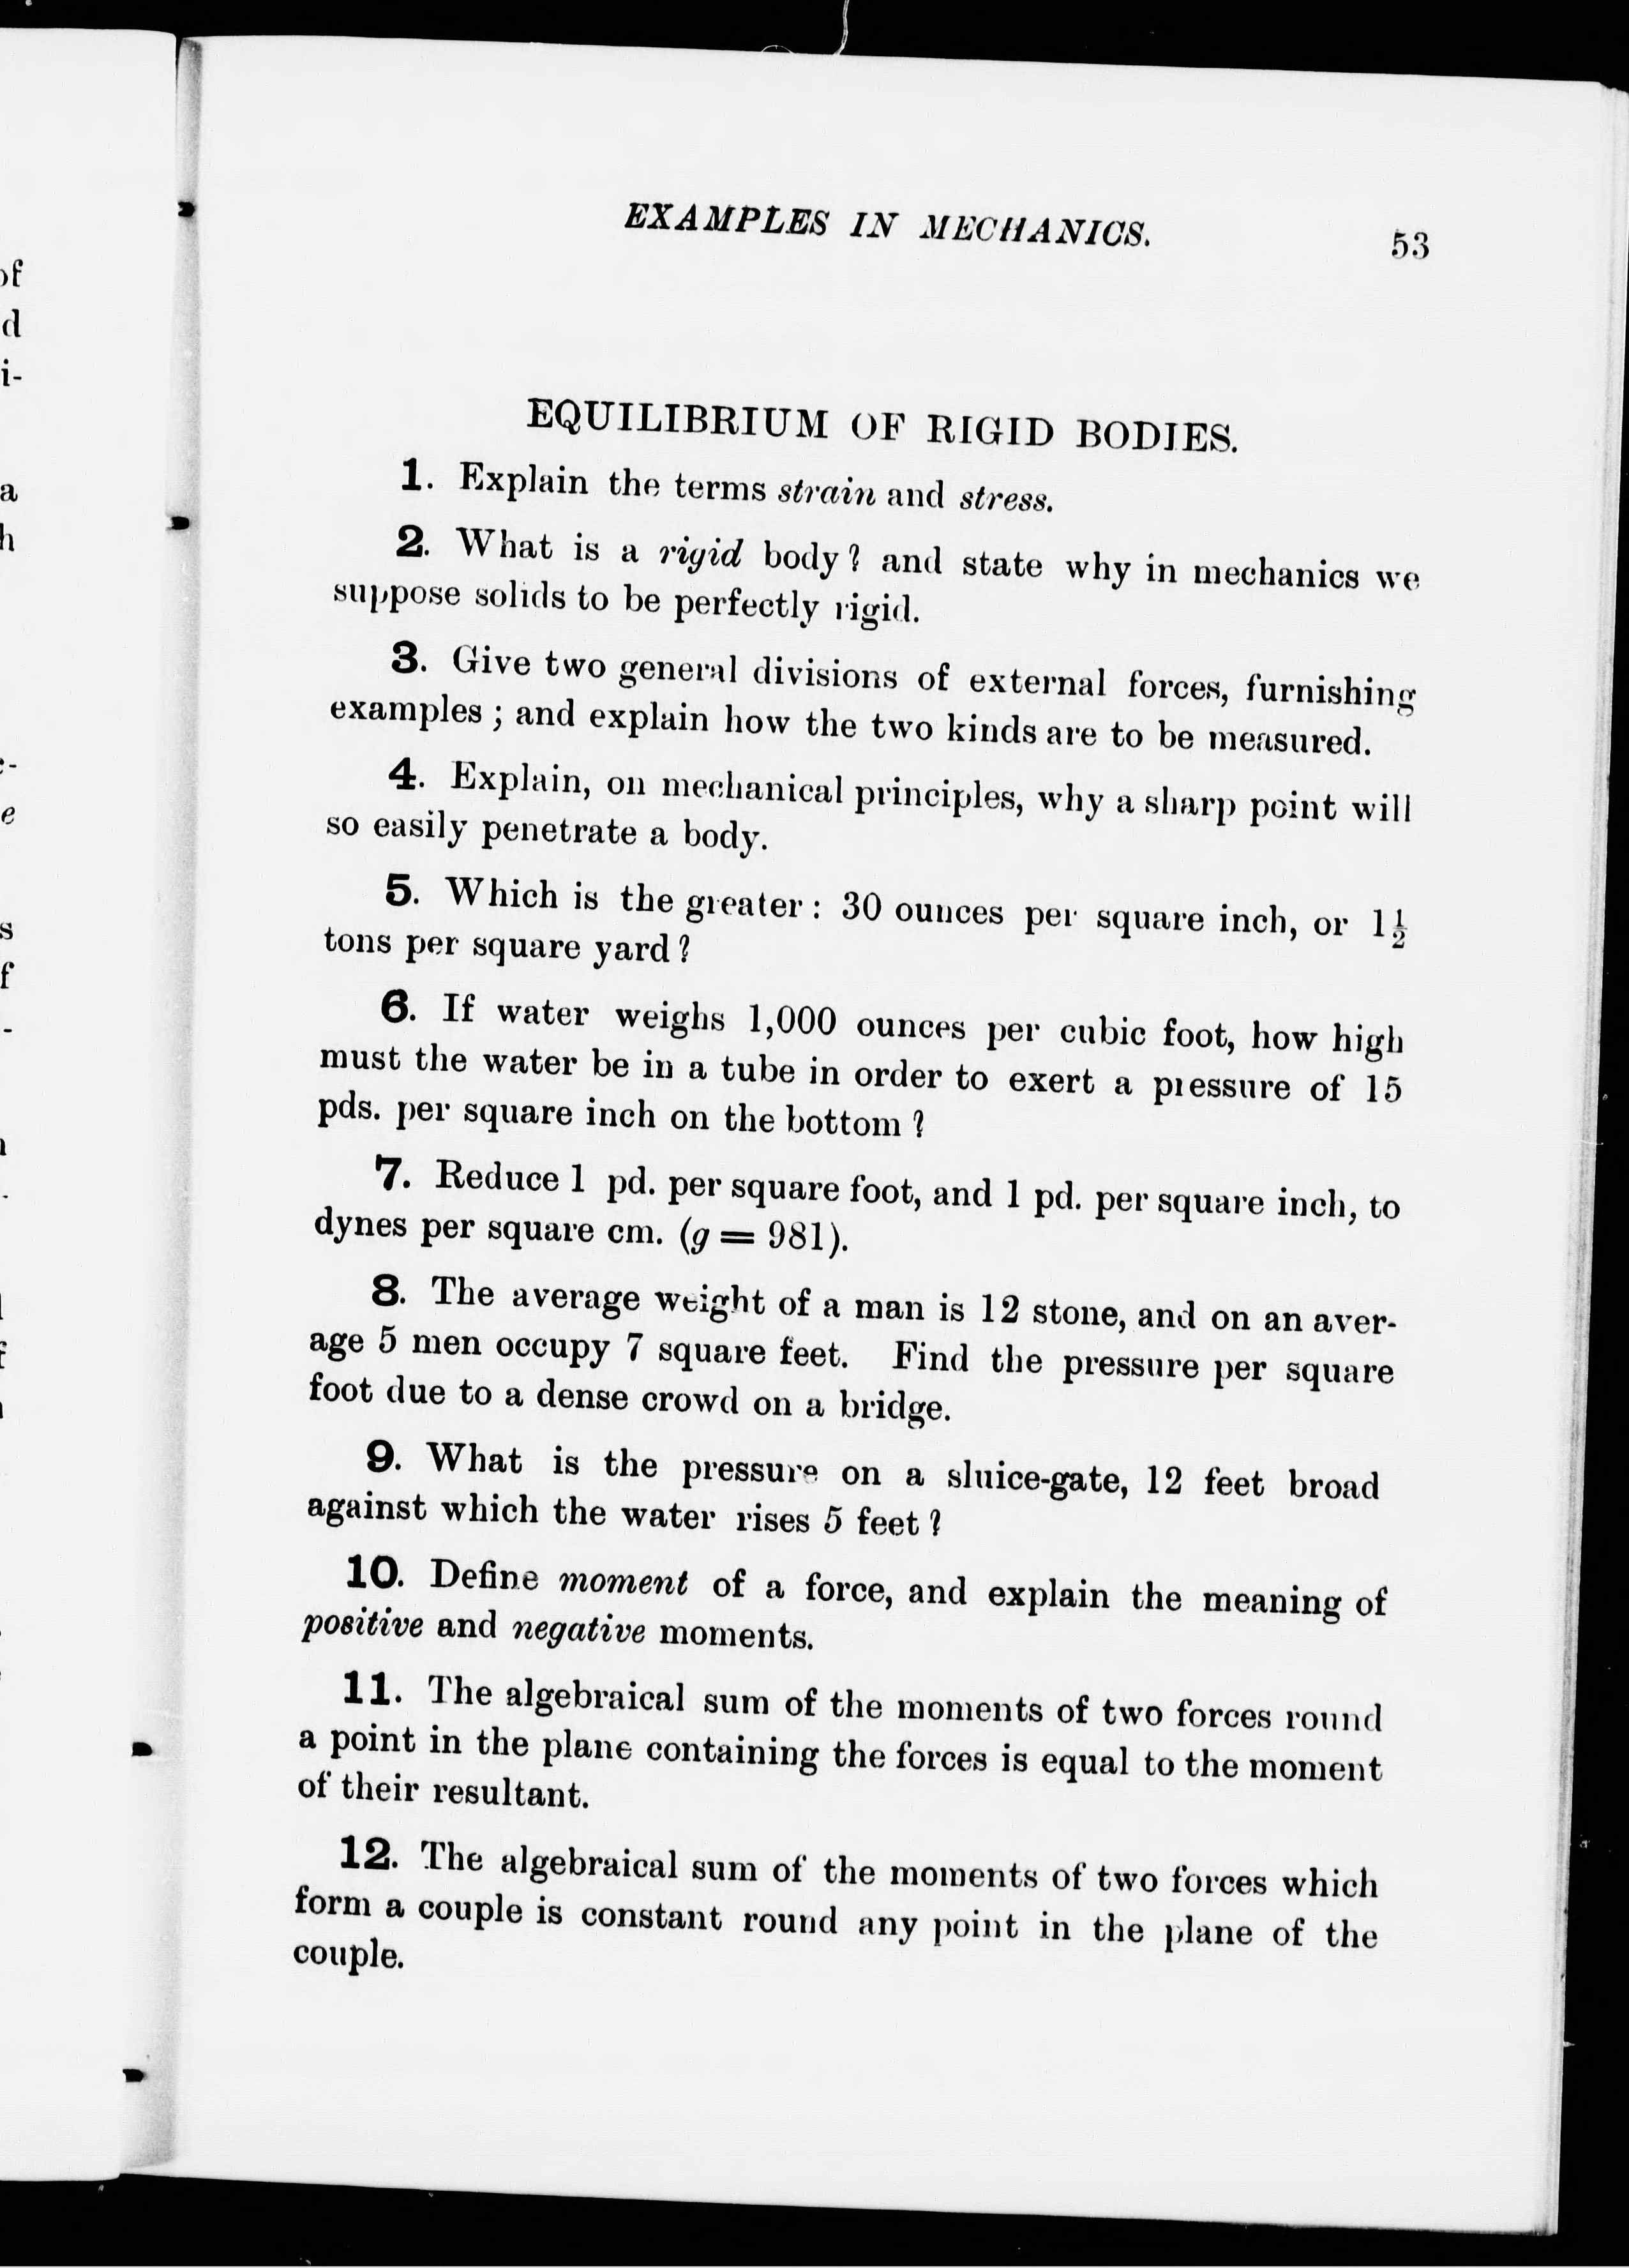 of
d
i-
a
h
e
s
f
-
EXAMPLES IN MECHANICS.
53
EQUILIBRIUM OF RIGID BODIES.
1. Explain the terms strain and stress.
2. What is a rigid body? and state why in mechanics we
suppose solids to be perfectly rigid.
3. Give two general divisions of external forces, furnishing
examples ; and explain how the two kinds are to be measured.
4. Explain, on mechanical principles, why a sharp point will
so easily penetrate a body.
5. Which is the greater: 30 ounces per square inch, or 1½
tons per square yard?
6. If water weighs 1,000 ounces per cubic foot, how high
must the water be in a tube in order to exert a pressure of 15
pds. per square inch on the bottom?
7. Reduce 1 pd. per square foot, and 1 pd. per square inch, to
dynes per square cm. (g = 981).
8. The average weight of a man is 12 stone, and on an aver-
age 5 men occupy 7 square feet. Find the pressure per square
foot due to a dense crowd on a bridge.
9. What is the pressure on a sluice-gate, 12 feet broad
against which the water rises 5 feet?
10. Define moment of a force, and explain the meaning of
positive and negative moments.
11. The algebraical sum of the moments of two forces round
a point in the plane containing the forces is equal to the moment
of their resultant.
12. The algebraical sum of the moments of two forces which
form a couple is constant round any point in the plane of the
couple.